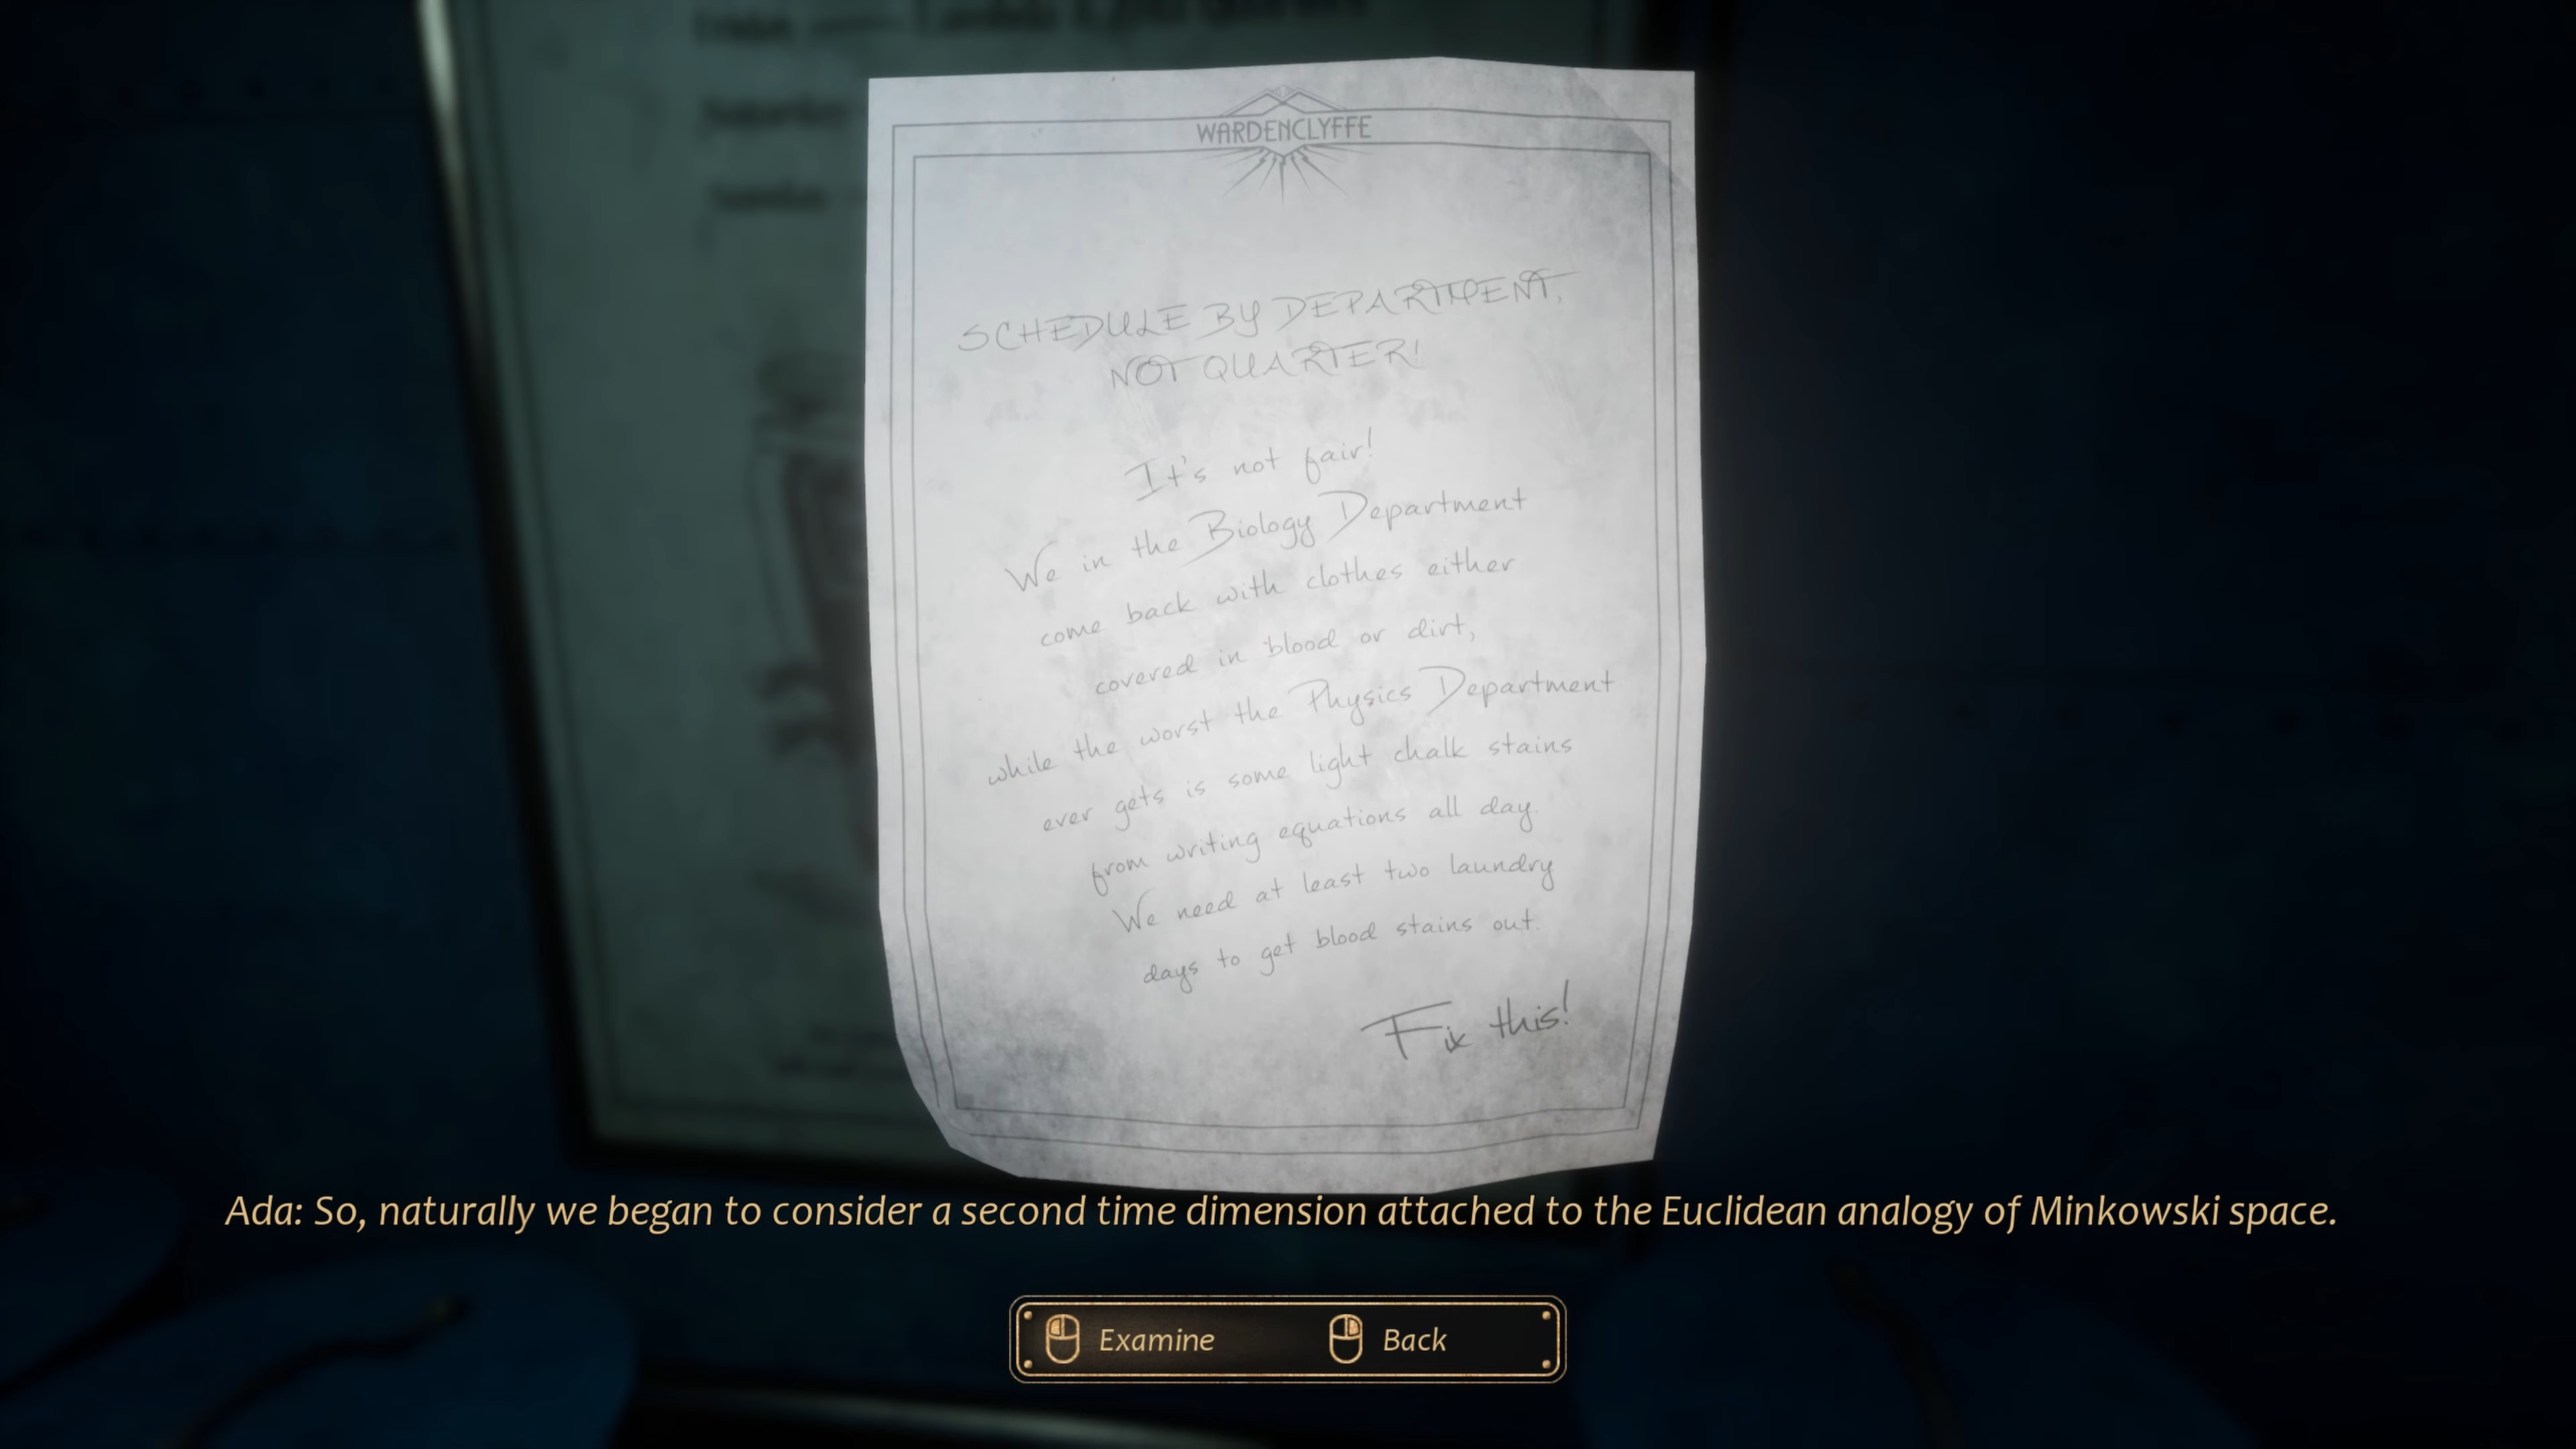 Friday
Saturday
Sunday
WARDENCLYFFE
SCHEDULE BY DEPARTMENT,
NOT QUARTER!
It's not fair!
We in the Biology Department
come back with clothes either
covered in blood or dirt,
while the worst the Physics Department
ever gets is some light chalk stains
from writing equations all day.
We need at least two laundry
days to get blood stains out.
Fix this!
Ada: So, naturally we began to consider a second time dimension attached to the Euclidean analogy of Minkowski space.
Examine
Back